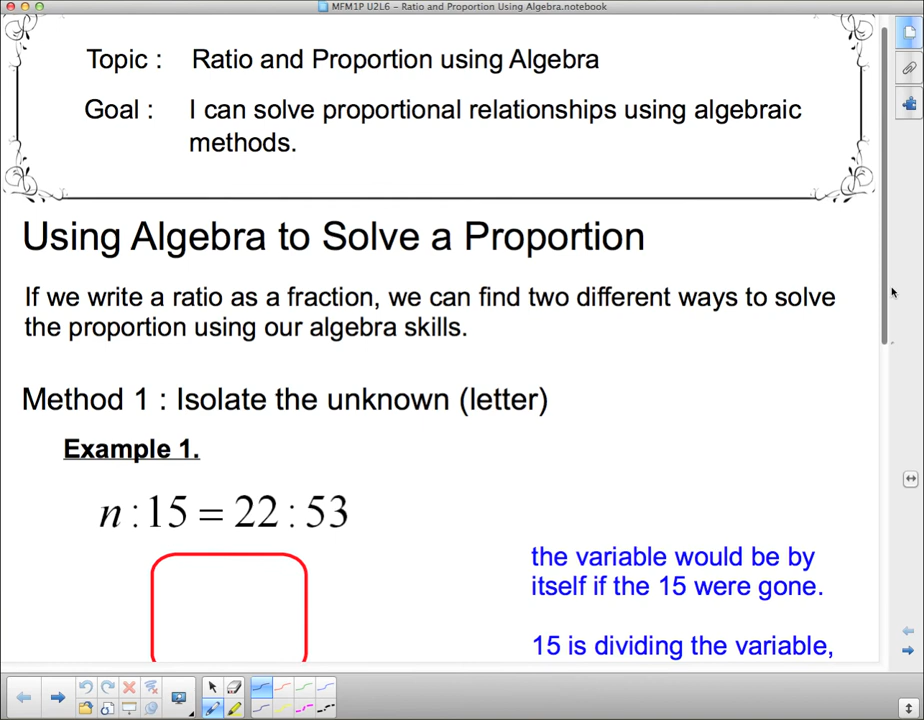 MFM1P U2L6 – Ratio and Proportion Using Algebra.notebook
Topic : Ratio and Proportion using Algebra
Goal : I can solve proportional relationships using algebraic
methods.
Using Algebra to Solve a Proportion
If we write a ratio as a fraction, we can find two different ways to solve
the proportion using our algebra skills.
Method 1 : Isolate the unknown (letter)
Example 1.
n : 15 = 22 : 53
the variable would be by
itself if the 15 were gone.
15 is dividing the variable,